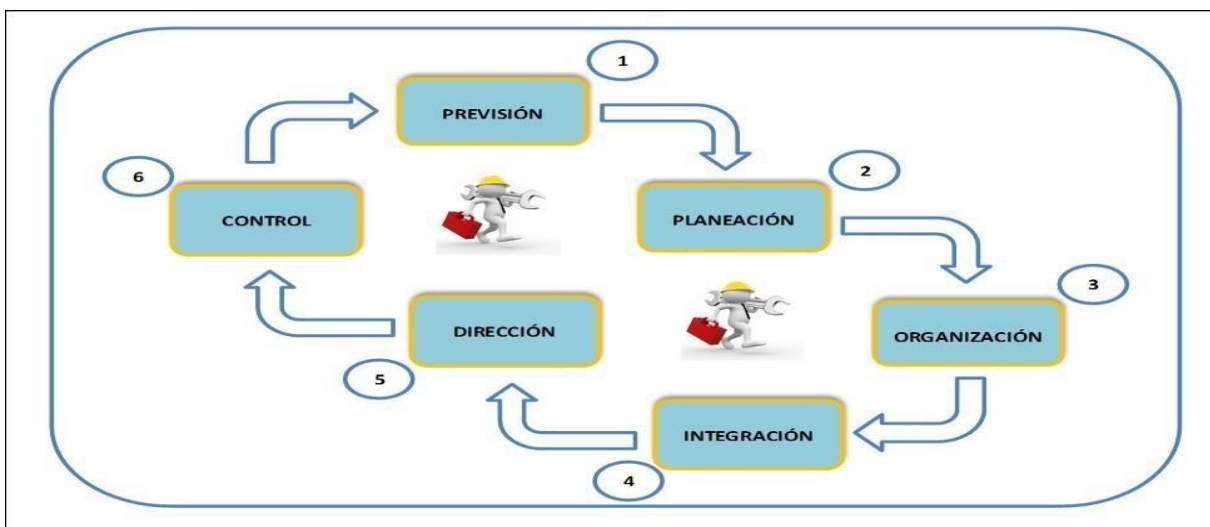 1
PREVISIÓN
2
PLANEACIÓN
3
ORGANIZACIÓN
4
INTEGRACIÓN
5
DIRECCIÓN
6
CONTROL